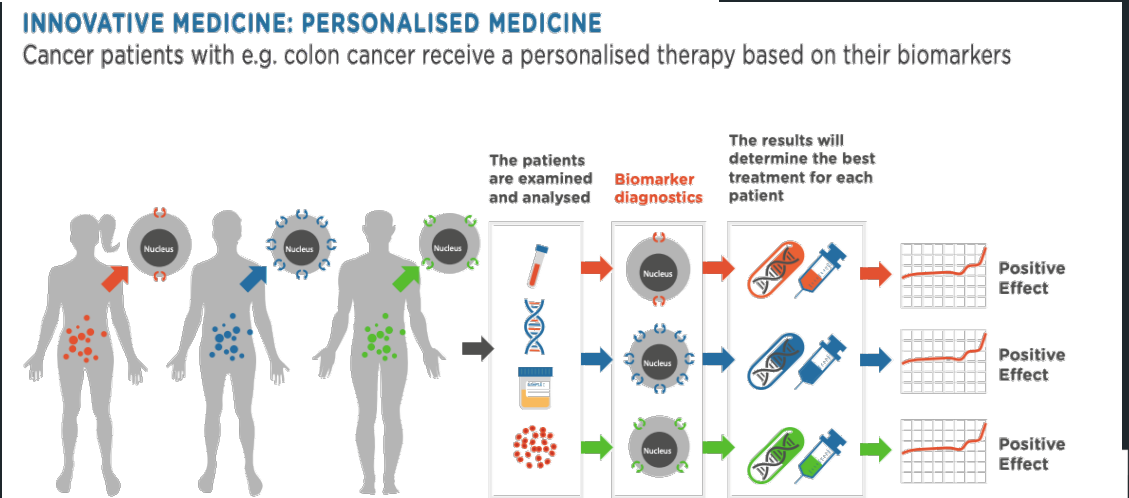 INNOVATIVE MEDICINE: PERSONALISED MEDICINE
Cancer patients with e.g. colon cancer receive a personalised therapy based on their biomarkers
The patients
are examined
and analysed
Biomarker
diagnostics
The results will
determine the best
treatment for each
patient
Nucleus
Nucleus
Nucleus
Nucleus
Nucleus
Nucleus
Positive
Effect
Positive
Effect
Positive
Effect